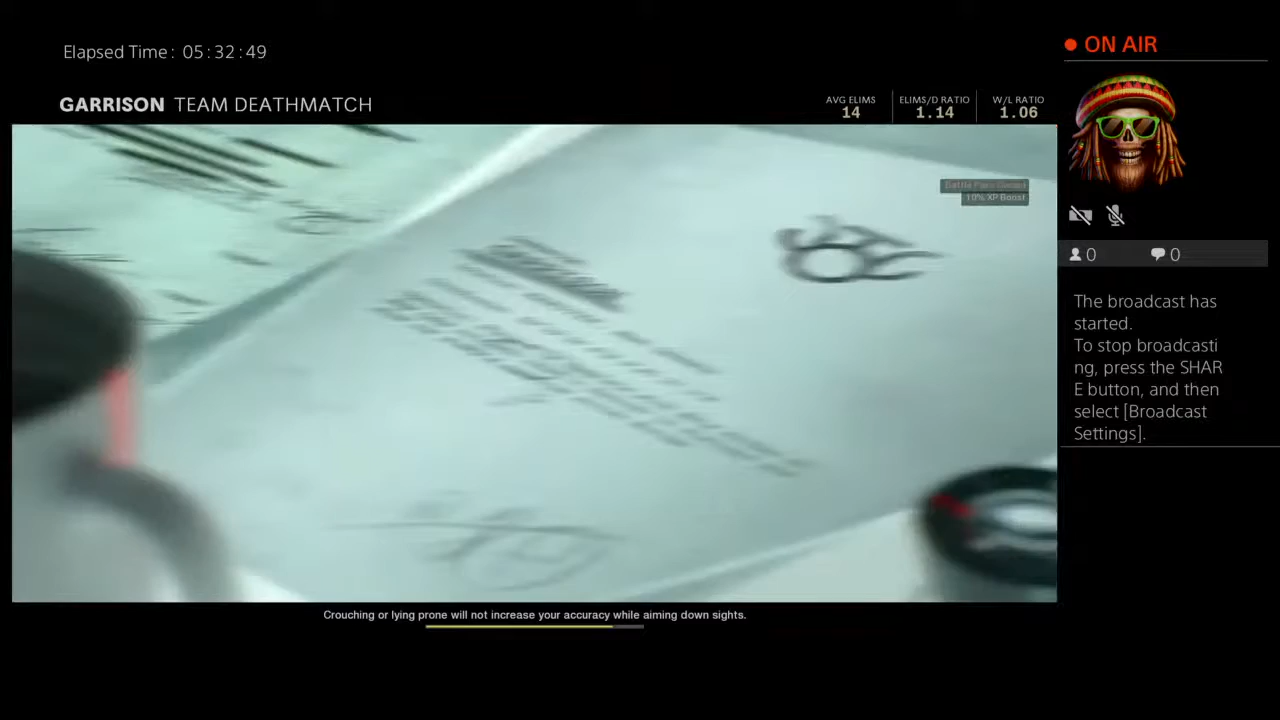 Elapsed Time: 05:32:49
ON AIR
GARRISON TEAM DEATHMATCH
AVG ELIMS
14
ELIMS/D RATIO
1.14
W/L RATIO
1.06
10% XP Boost
0
0
The broadcast has
started.
To stop broadcasti
ng, press the SHAR
E button, and then
select [Broadcast
Settings].
Crouching or lying prone will not increase your accuracy while aiming down sights.